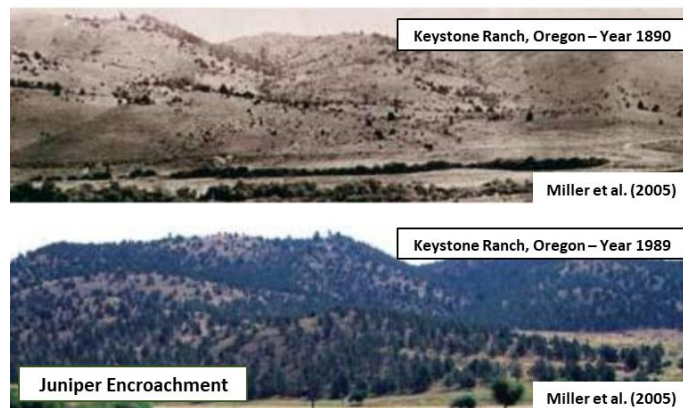 Keystone Ranch, Oregon – Year 1890
Miller et al. (2005)
Keystone Ranch, Oregon – Year 1989
Juniper Encroachment
Miller et al. (2005)